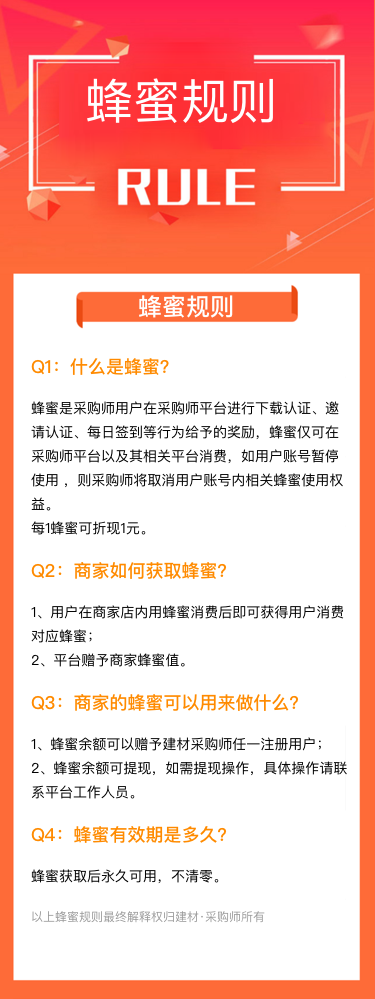 蜂蜜规则
RULE
蜂蜜规则
Q1：什么是蜂蜜？
蜂蜜是采购师用户在采购师平台进行下载认证、邀
请认证、每日签到等行为给予的奖励，蜂蜜仅可在
采购师平台以及其相关平台消费，如用户账号暂停
使用 ，则采购师将取消用户账号内相关蜂蜜使用权
益。
每1蜂蜜可折现1元。
Q2：商家如何获取蜂蜜？
1、用户在商家店内用蜂蜜消费后即可获得用户消费
对应蜂蜜；
2、平台赠予商家蜂蜜值。
Q3：商家的蜂蜜可以用来做什么？
1、蜂蜜余额可以赠予建材采购师任一注册用户；
2、蜂蜜余额可提现，如需提现操作，具体操作请联
系平台工作人员。
Q4：蜂蜜有效期是多久？
蜂蜜获取后永久可用，不清零。
以上蜂蜜规则最终解释权归建材·采购师所有